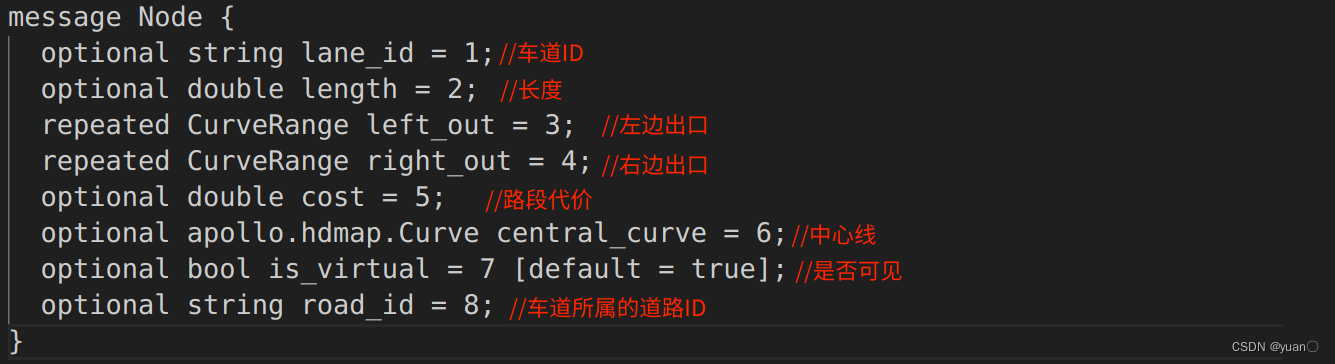 message Node {
optional string lane_id = 1; //车道ID
optional double length = 2; //长度
repeated CurveRange left_out = 3; //左边出口
repeated CurveRange right_out = 4; //右边出口
optional double cost = 5; //路段代价
optional apollo.hdmap.Curve central_curve = 6; //中心线
optional bool is_virtual = 7 [default = true]; //是否可见
optional string road_id = 8; //车道所属的道路ID
}
CSDN @yuan〇